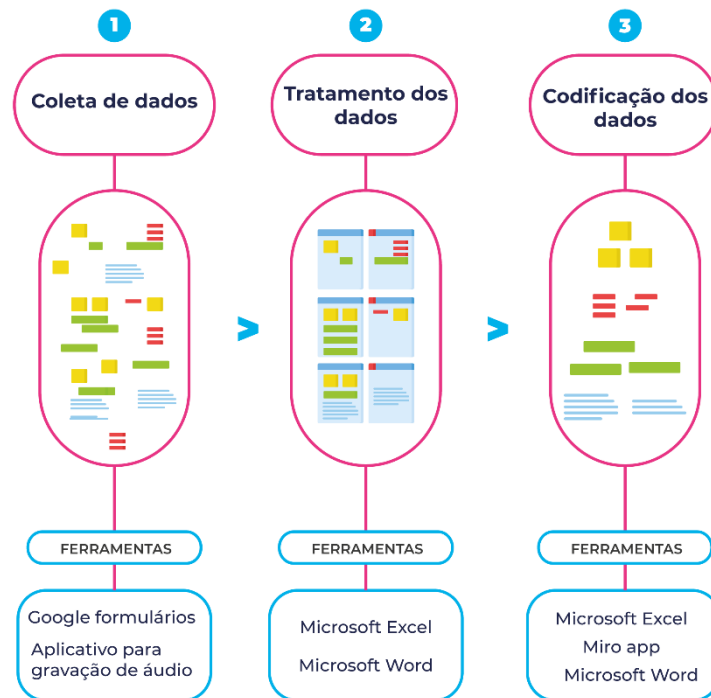 1
Coleta de dados
FERRAMENTAS
Google formulários
Aplicativo para
gravação de áudio
>
2
Tratamento dos
dados
FERRAMENTAS
Microsoft Excel
Microsoft Word
>
3
Codificação dos
dados
FERRAMENTAS
Microsoft Excel
Miro app
Microsoft Word